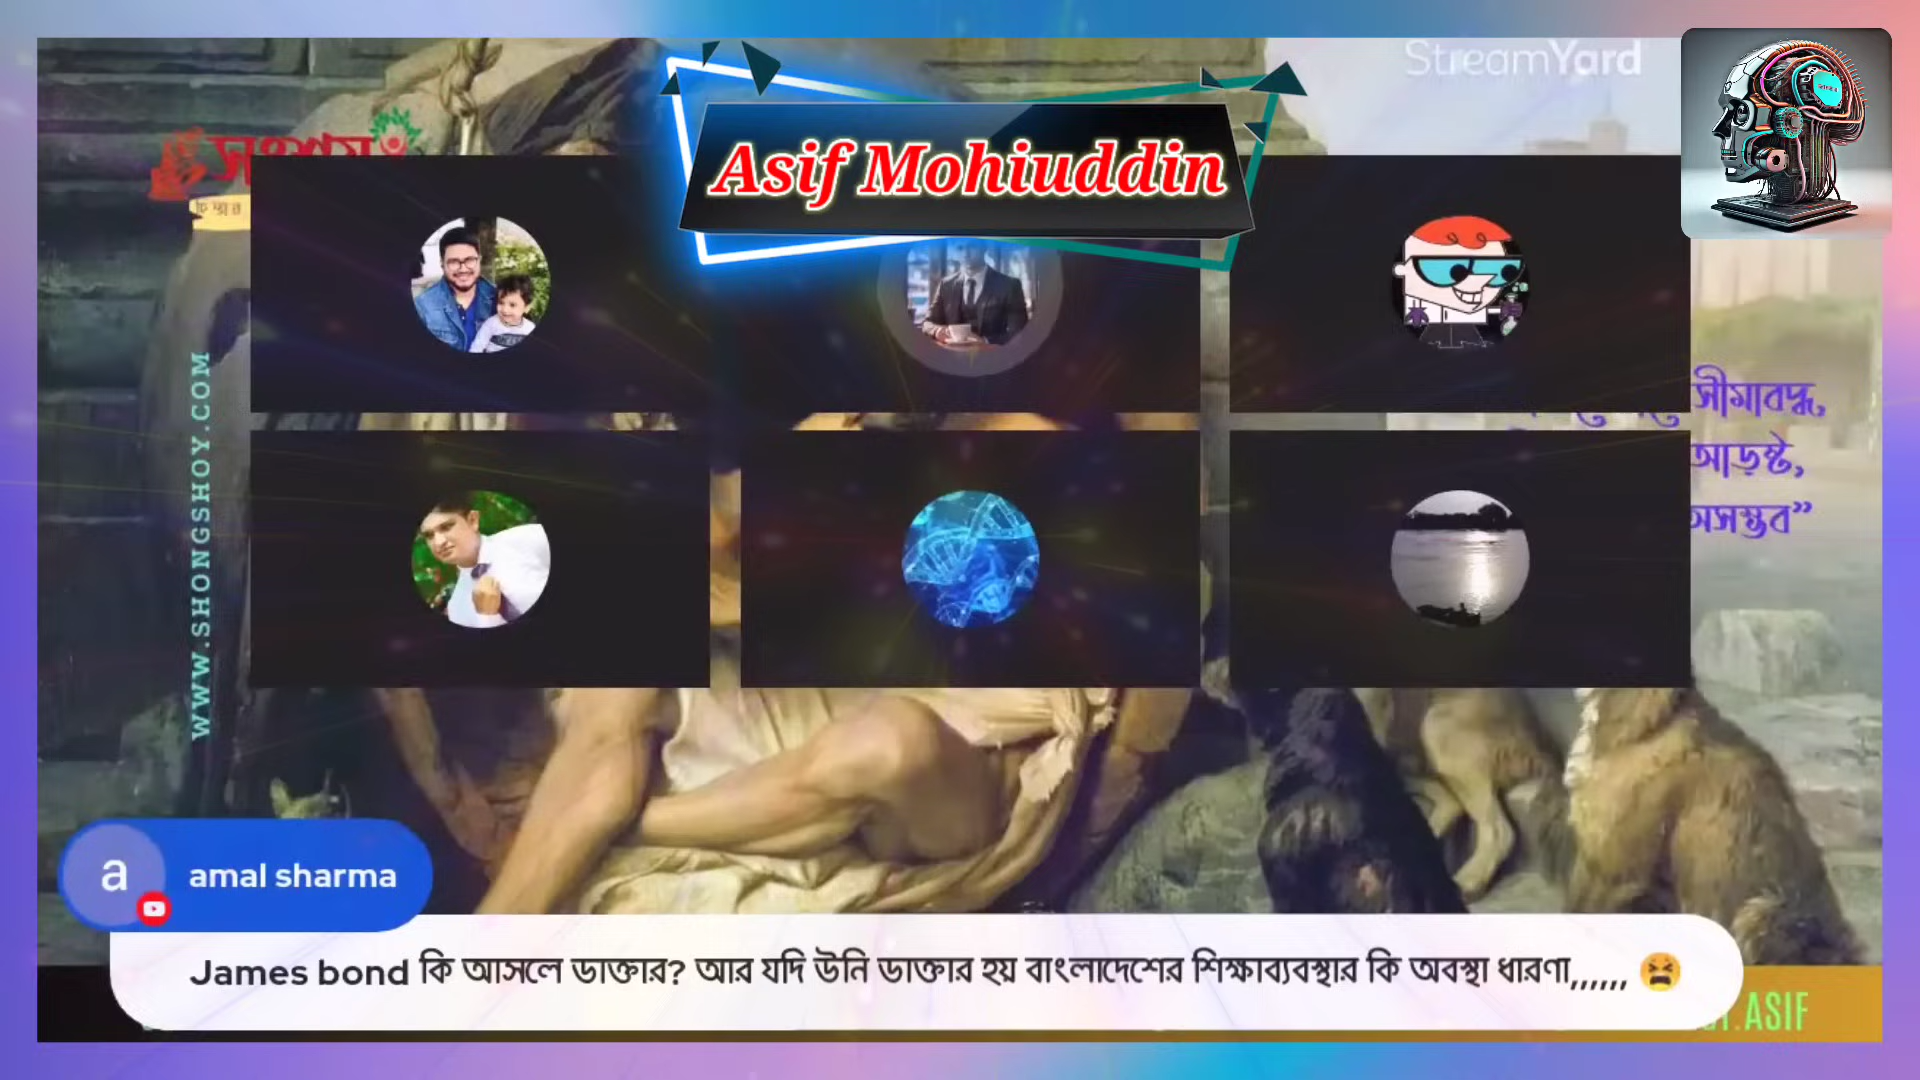 StreamYard
Asif Mohiuddin
সংশয়
চিন্তার
WWW.SHONGSHOY.COM
সীমাবদ্ধ,
আড়ষ্ট,
অসম্ভব”
a
amal sharma
James bond কি আসলে ডাক্তার? আর যদি উনি ডাক্তার হয় বাংলাদেশের শিক্ষাব্যবস্থার কি অবস্থা ধারণা,,,,,, 😫
.ASIF